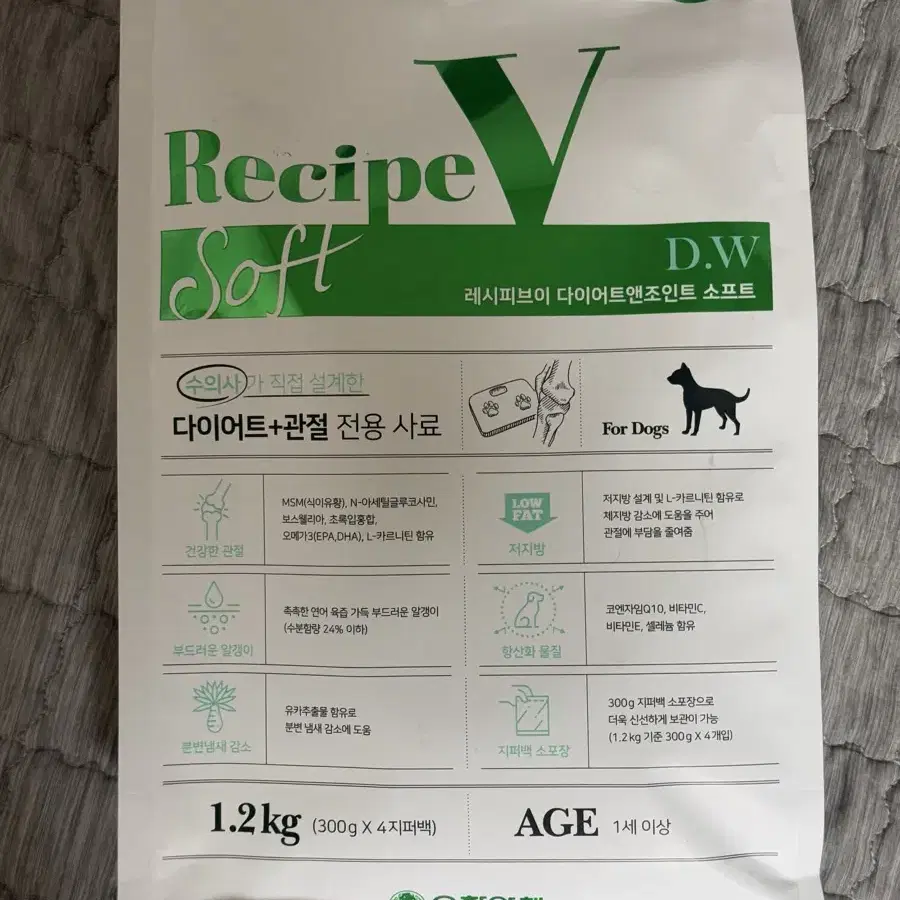 Recipe V
Soft
D.W
레시피브이 다이어트앤조인트 소프트
수의사가 직접 설계한
다이어트+관절 전용 사료
For Dogs
건강한 관절
MSM(식이유황), N-아세틸글루코사민,
보스웰리아, 초록입홍합,
오메가3(EPA,DHA), L-카르니틴 함유
LOW
FAT
저지방
저지방 설계 및 L-카르니틴 함유로
체지방 감소에 도움을 주어
관절에 부담을 줄여줌
부드러운 알갱이
촉촉한 연어 육즙 가득 부드러운 알갱이
(수분함량 24% 이하)
항산화 물질
코엔자임Q10, 비타민C,
비타민E, 셀레늄 함유
분변냄새 감소
유카추출물 함유로
분변 냄새 감소에 도움
지퍼백 소포장
300g 지퍼백 소포장으로
더욱 신선하게 보관이 가능
(1.2kg 기준 300g X 4개입)
1.2kg (300g X 4지퍼백)
AGE 1세 이상